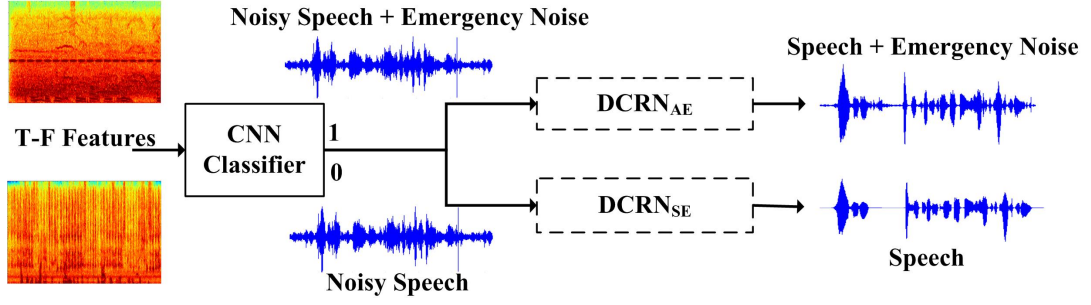 Noisy Speech + Emergency Noise
Speech + Emergency Noise
T-F Features
CNN
Classifier
1
0
DCRN_AE
DCRN_SE
Noisy Speech
Speech